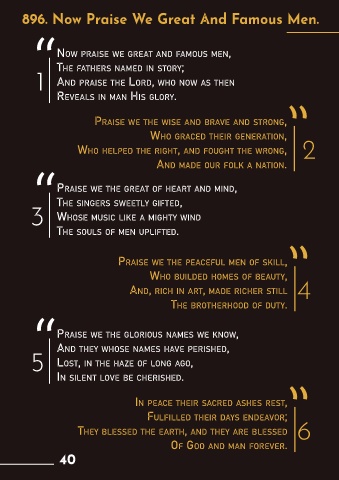 896. Now Praise We Great And Famous Men.
“
Now praise we great and famous men,
The fathers named in story;
1
And praise the Lord, who now as then
Reveals in man His glory.
”
Praise we the wise and brave and strong,
Who graced their generation,
Who helped the right, and fought the wrong,
2
And made our folk a nation.
“
Praise we the great of heart and mind,
The singers sweetly gifted,
3
Whose music like a mighty wind
The souls of men uplifted.
”
Praise we the peaceful men of skill,
Who builded homes of beauty,
And, rich in art, made richer still
4
The brotherhood of duty.
“
Praise we the glorious names we know,
And they whose names have perished,
5
Lost, in the haze of long ago,
In silent love be cherished.
”
In peace their sacred ashes rest,
Fulfilled their days endeavor;
They blessed the earth, and they are blessed
6
Of God and man forever.
40